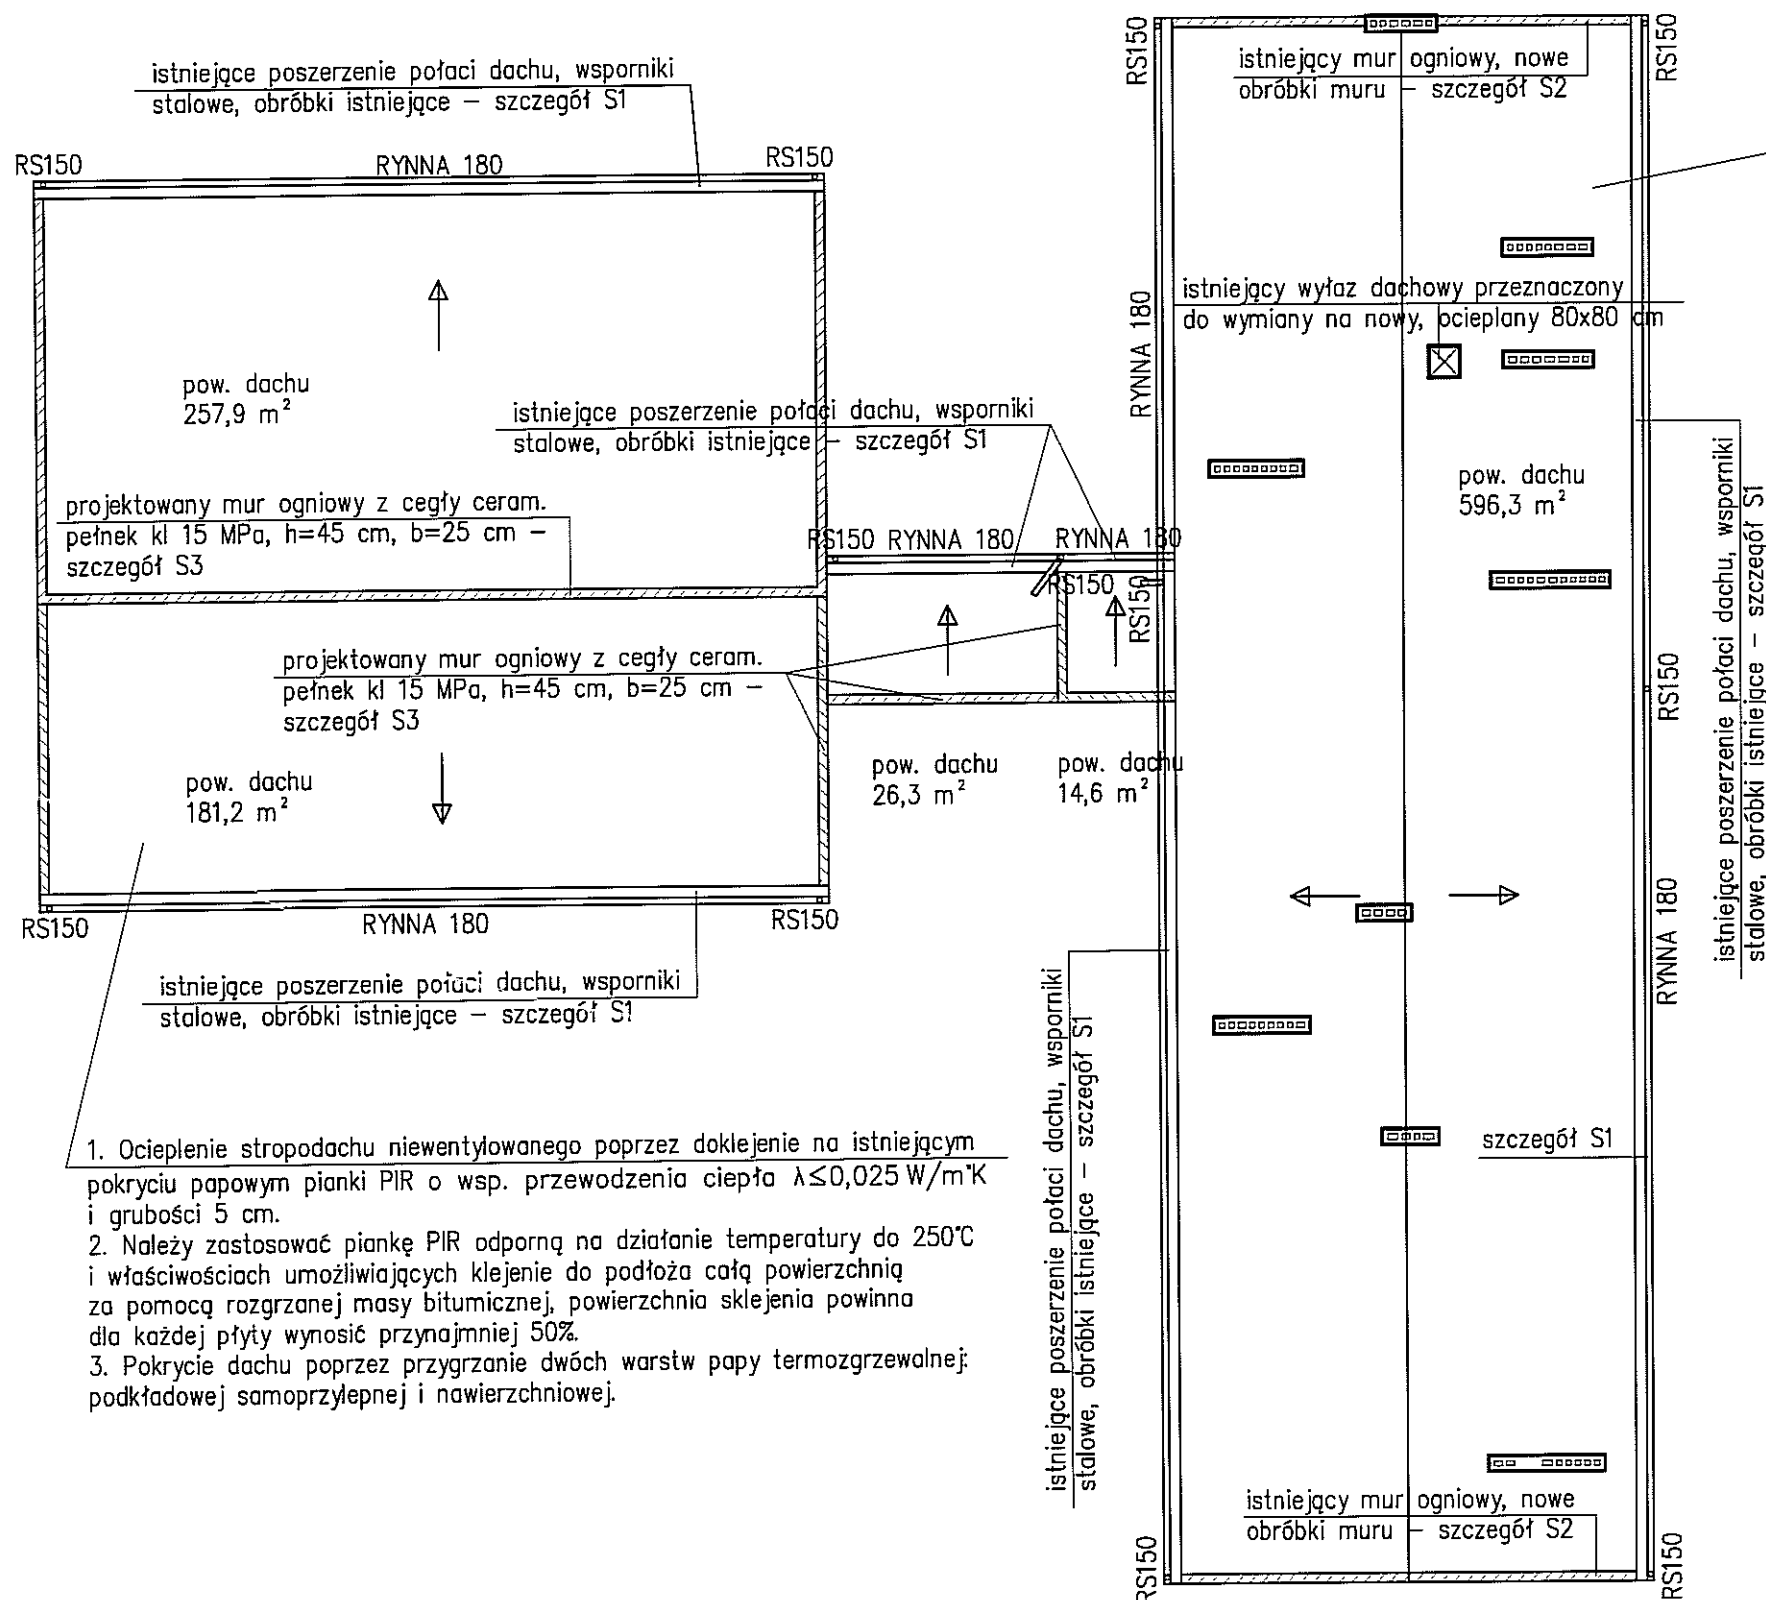 istniejące poszerzenie połaci dachu, wsporniki
stalowe, obróbki istniejące – szczegół S1
RS150
RYNNA 180
RS150
pow. dachu
257,9 m²
projektowany mur ogniowy z cegły ceram.
pełnek kl 15 MPa, h=45 cm, b=25 cm –
szczegół S3
projektowany mur ogniowy z cegły ceram.
pełnek kl 15 MPa, h=45 cm, b=25 cm –
szczegół S3
pow. dachu
181,2 m²
RS150
RYNNA 180
RS150
istniejące poszerzenie połaci dachu, wsporniki
stalowe, obróbki istniejące – szczegół S1
istniejące poszerzenie połaci dachu, wsporniki
stalowe, obróbki istniejące – szczegół S1
RS150 RYNNA 180
RYNNA 180
RS150
RS150
pow. dachu
26,3 m²
pow. dachu
14,6 m²
RS150
RS150
istniejący mur ogniowy, nowe
obróbki muru – szczegół S2
RYNNA 180
istniejący wyłaz dachowy przeznaczony
do wymiany na nowy, ocieplany 80x80 cm
pow. dachu
596,3 m²
istniejące poszerzenie połaci dachu, wsporniki
stalowe, obróbki istniejące – szczegół S1
RS150
RYNNA 180
istniejące poszerzenie połaci dachu, wsporniki
stalowe, obróbki istniejące – szczegół S1
szczegół S1
istniejący mur ogniowy, nowe
obróbki muru – szczegół S2
RS150
RS150
1. Ocieplenie stropodachu niewentylowanego poprzez doklejenie na istniejącym
pokryciu papowym pianki PIR o wsp. przewodzenia ciepła λ≤0,025 W/m°K
i grubości 5 cm.
2. Należy zastosować piankę PIR odporną na działanie temperatury do 250°C
i właściwościach umożliwiających klejenie do podłoża całą powierzchnią
za pomocą rozgrzanej masy bitumicznej, powierzchnia sklejenia powinna
dla każdej płyty wynosić przynajmniej 50%.
3. Pokrycie dachu poprzez przygrzanie dwóch warstw papy termozgrzewalnej:
podkładowej samoprzylepnej i nawierzchniowej.